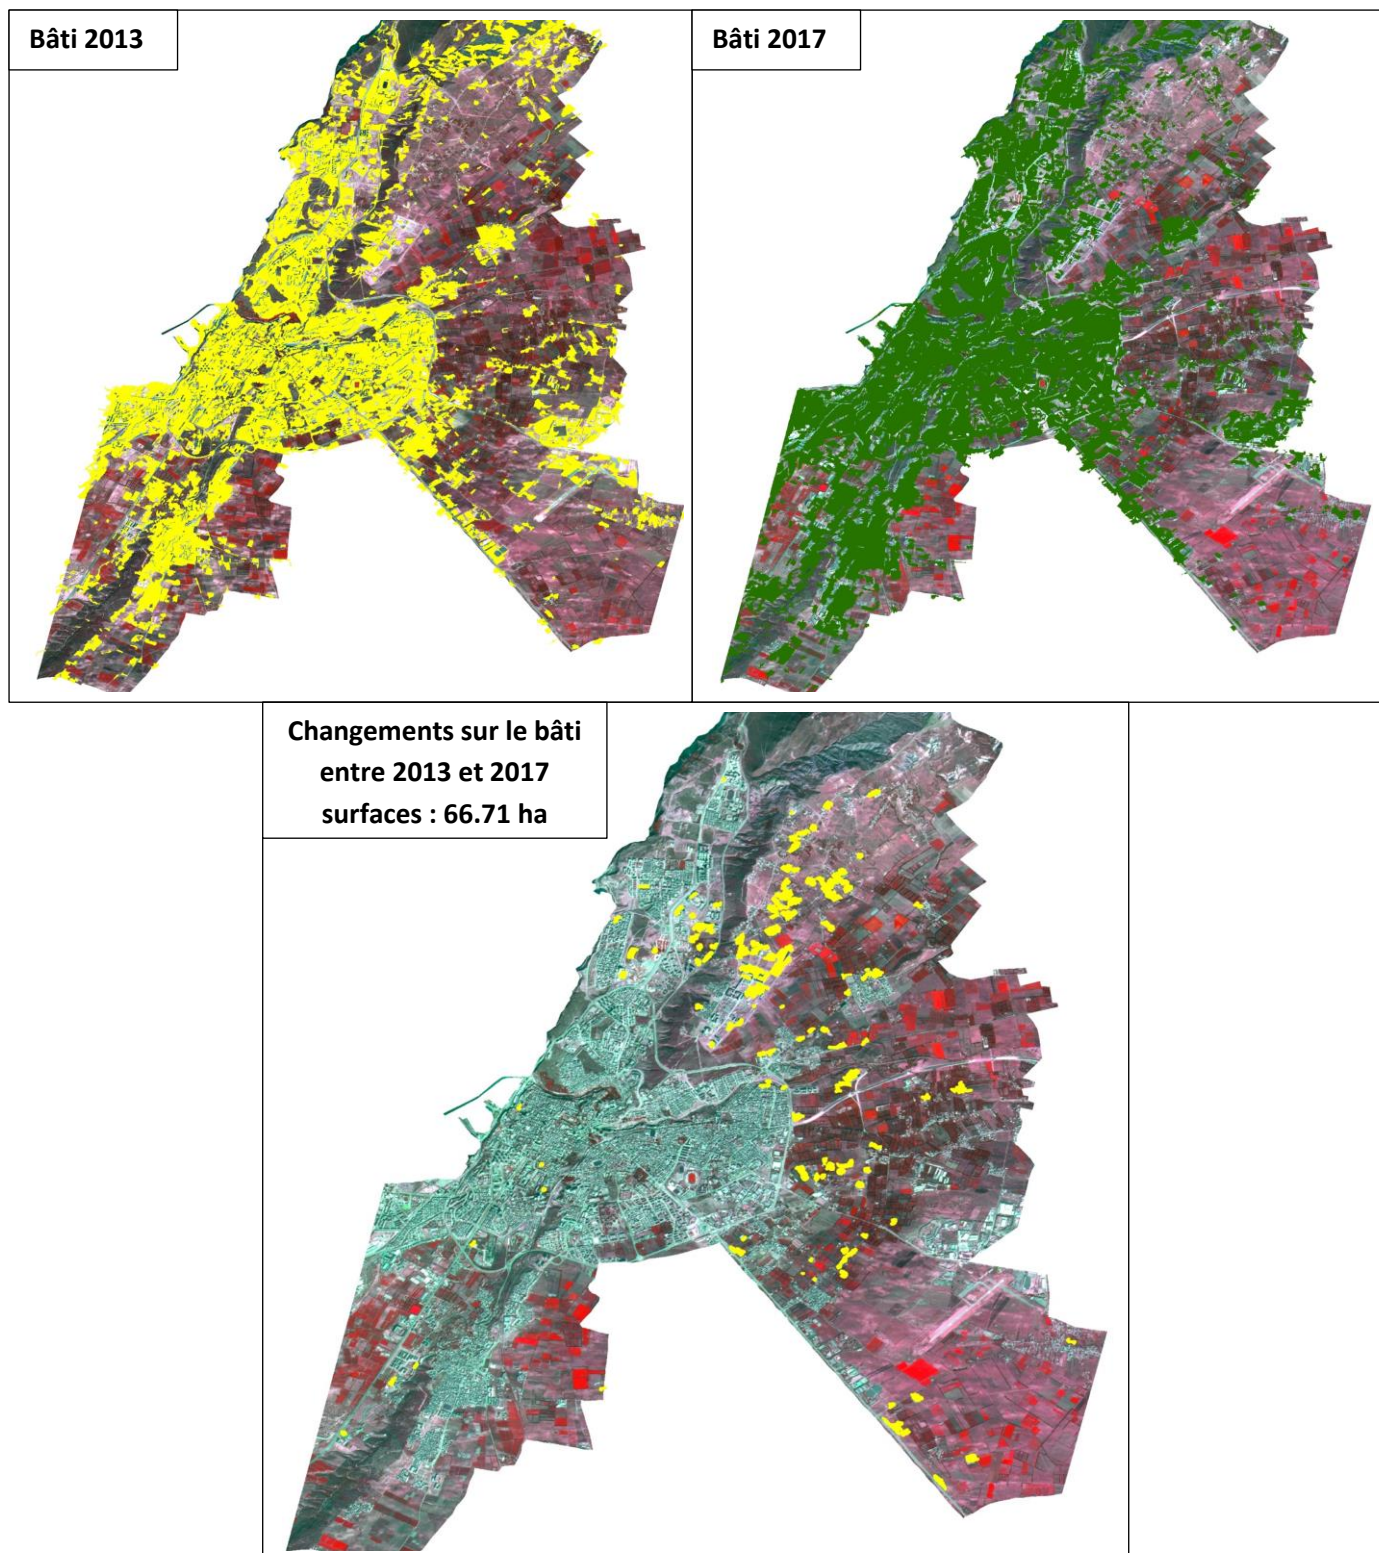 Bâti 2013
Bâti 2017
Changements sur le bâti
entre 2013 et 2017
surfaces : 66.71 ha